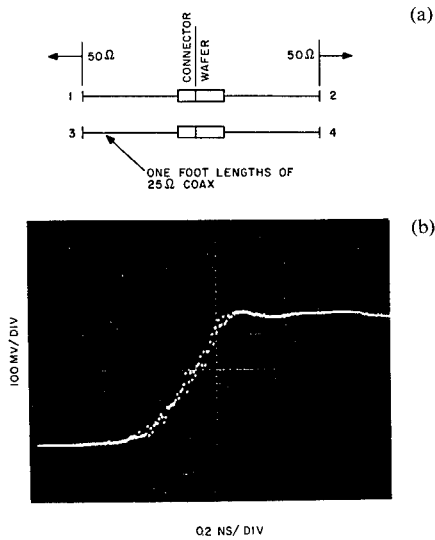 (a)
50Ω
CONNECTOR
WAFER
50Ω
1
2
3
4
ONE FOOT LENGTHS OF
25Ω COAX
(b)
100 MV/DIV
0.2 NS/DIV